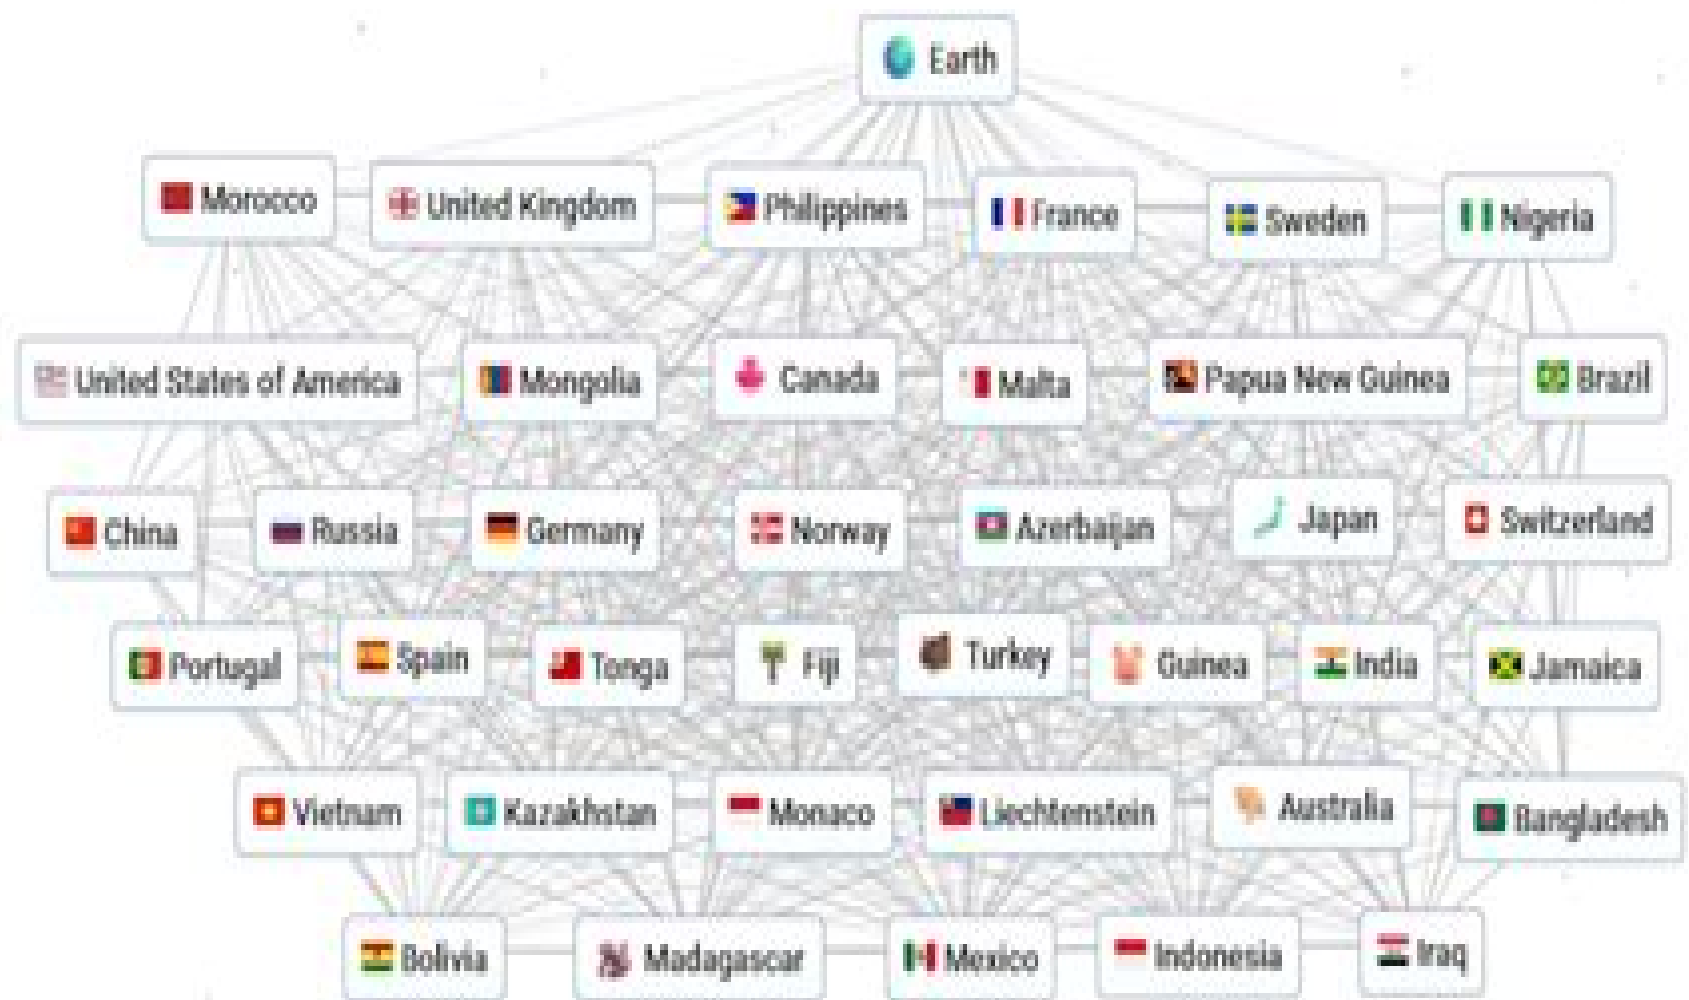 Earth
Morocco United Kingdom Philippines France Sweden Nigeria
United States of America Mongolia Canada Malta Papua New Guinea Brazil
China Russia Germany Norway Azerbaijan Japan Switzerland
Portugal Spain Tonga Fiji Turkey Guinea India Jamaica
Vietnam Kazakhstan Monaco Liechtenstein Australia Bangladesh
Bolivia Madagascar Mexico Indonesia Iraq